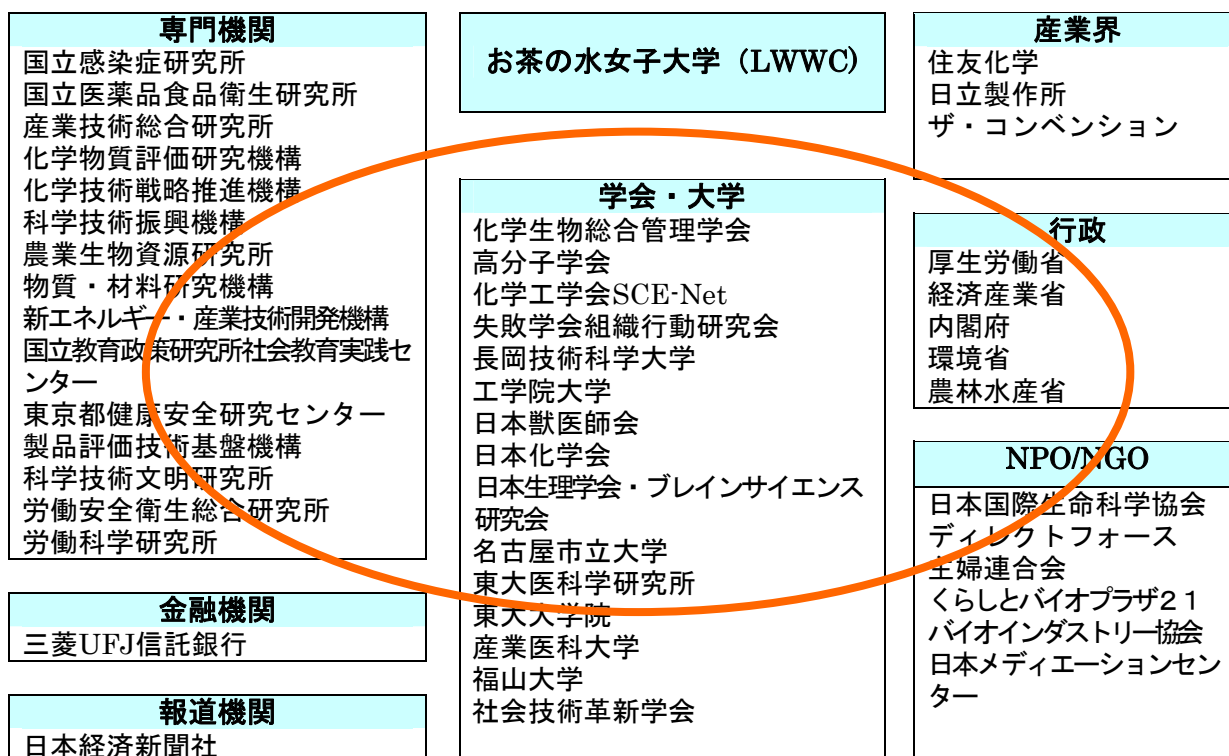 専門機関
国立感染症研究所
国立医薬品食品衛生研究所
産業技術総合研究所
化学物質評価研究機構
化学技術戦略推進機構
科学技術振興機構
農業生物資源研究所
物質・材料研究機構
新エネルギー・産業技術開発機構
国立教育政策研究所社会教育実践セ
ンター
東京都健康安全研究センター
製品評価技術基盤機構
科学技術文明研究所
労働安全衛生総合研究所
労働科学研究所
金融機関
三菱UFJ信託銀行
報道機関
日本経済新聞社
お茶の水女子大学（LWWC）
学会・大学
化学生物総合管理学会
高分子学会
化学工学会SCE-Net
失敗学会組織行動研究会
長岡技術科学大学
工学院大学
日本獣医師会
日本化学会
日本生理学会・ブレインサイエンス
研究会
名古屋市立大学
東大医科学研究所
東大大学院
産業医科大学
福山大学
社会技術革新学会
産業界
住友化学
日立製作所
ザ・コンベンション
行政
厚生労働省
経済産業省
内閣府
環境省
農林水産省
NPO/NGO
日本国際生命科学協会
ディレクトフォース
主婦連合会
くらしとバイオプラザ２１
バイオインダストリー協会
日本メディエーションセン
ター